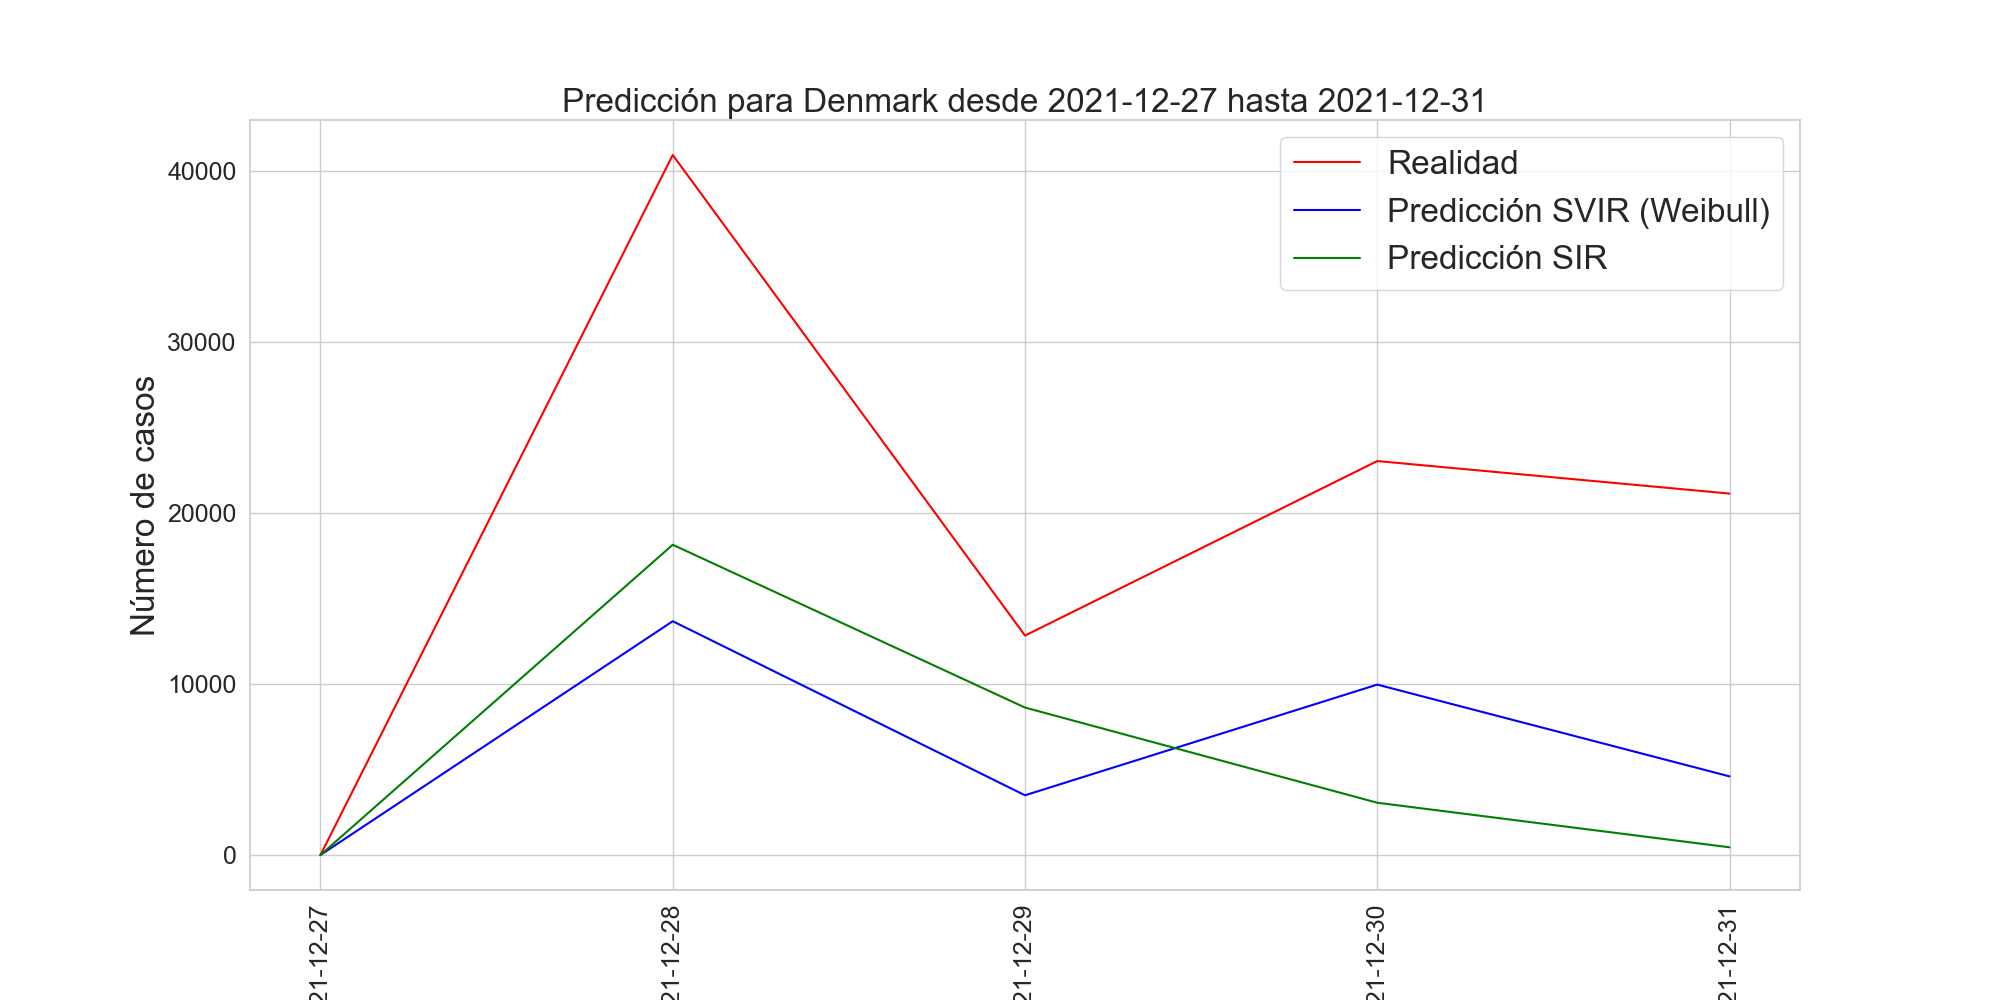 Predicción para Denmark desde 2021-12-27 hasta 2021-12-31
Realidad
Predicción SVIR (Weibull)
Predicción SIR
Número de casos
40000
30000
20000
10000
0
21-12-27
21-12-28
21-12-29
21-12-30
21-12-31